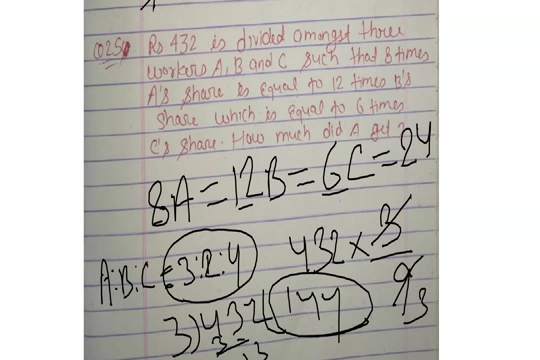 Q25. Rs 432 is divided amongst three
workers A, B and C such that 8 times
A's share is equal to 12 times B's
share which is equal to 6 times
C's share. How much did A get?
8A = 12B = 6C = 24
A:B:C = 3:2:4
432 × 3
9 3
3)432(144
3
13